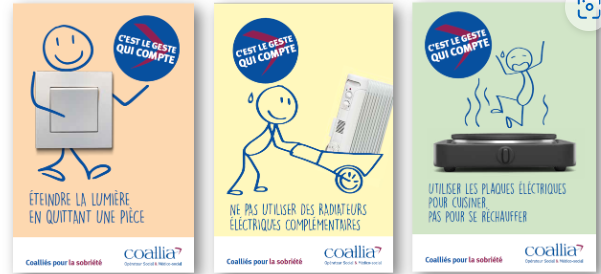 C'EST LE GESTE
QUI COMPTE
ÉTEINDRE LA LUMIÈRE
EN QUITTANT UNE PIÈCE
Coalliés pour la sobriété
coallia
Opérateur Social & Médico-social
C'EST LE GESTE
QUI COMPTE
NE PAS UTILISER DES RADIATEURS
ÉLECTRIQUES COMPLÉMENTAIRES
Coalliés pour la sobriété
coallia
Opérateur Social & Médico-social
C'EST LE GESTE
QUI COMPTE
UTILISER LES PLAQUES ÉLECTRIQUES
POUR CUISINER,
PAS POUR SE RÉCHAUFFER
Coalliés pour la sobriété
coallia
Opérateur Social & Médico-social